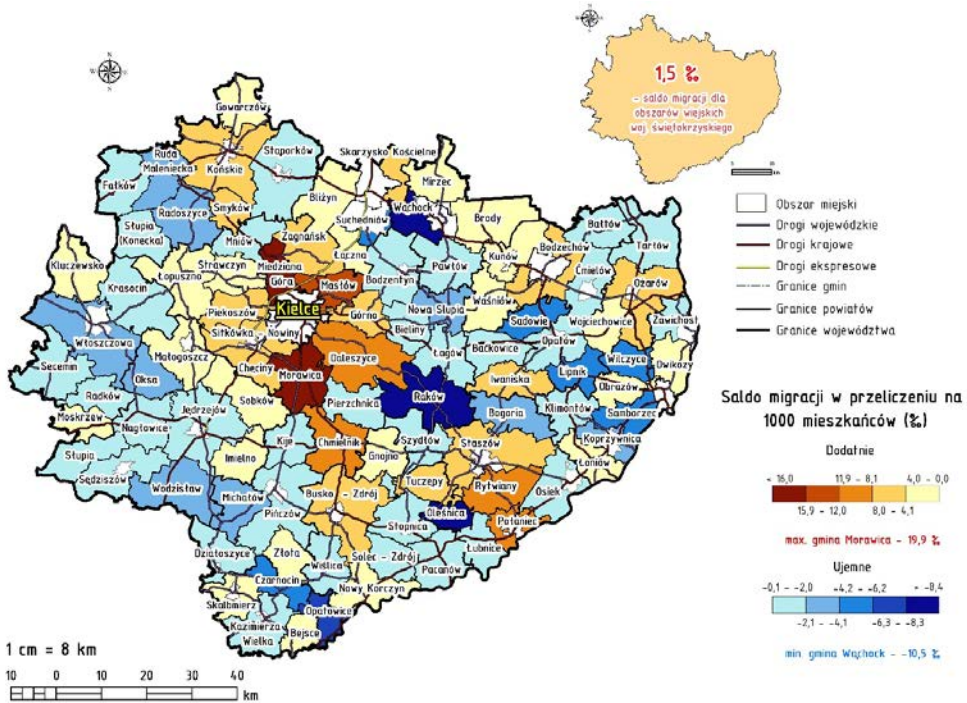 N
W
E
S
1,5 ‰
- saldo migracji dla
obszarów wiejskich
woj. świętokrzyskiego
km
Obszar miejski
Drogi wojewódzkie
Drogi krajowe
Drogi ekspresowe
Granice gmin
Granice powiatów
Granice województwa
Gowarczów
Ruda
Maleniecka
Końskie
Stąporków
Skarżysko Kościelne
Fałków
Radoszyce
Smyków
Bliżyn
Mirzec
Wąchock
Suchedniów
Brody
Słupia
(Konecka)
Mniów
Zagnańsk
Łączna
Bodzechów
Bałtów
Tarłów
Kluczewsko
Łopuszno
Strawczyn
Miedziana
Góra
Masłów
Bodzentyn
Pawłów
Kunów
Ćmielów
Ożarów
Krasocin
Piekoszów
Kielce
Górna
Nowa Słupia
Waśniów
Sadowie
Wojciechowice
Zawichost
Włoszczowa
Sitkówka
Nowiny
Bieliny
Małogoszcz
Chęciny
Daleszyce
Łagów
Baćkowice
Opatów
Wilczyce
Dwikozy
Secemin
Oksa
Morawica
Iwaniska
Lipnik
Obrazów
Radków
Sobków
Pierzchnica
Raków
Klimontów
Samborzec
Moskrzew
Nagłowice
Jędrzejów
Bogoria
Koprzywnica
Kije
Chmielnik
Szydłów
Staszów
Słupia
Imielno
Gnojno
Łoniów
Sędziszów
Wodzisław
Michałów
Busko - Zdrój
Tuczępy
Rytwiany
Osiek
Pińczów
Oleśnica
Stopnica
Połaniec
Działoszyce
Złota
Solec - Zdrój
Łubnice
Wiślica
Pacanów
Czarnocin
Nowy Korczyn
Skalbmierz
Opatowice
Kazimierza
Wielka
Bejsce
Saldo migracji w przeliczeniu na
1000 mieszkańców (‰)
Dodatnie
< 16,0
11,9 - 8,1
4,0 - 0,0
15,9 - 12,0
8,0 - 4,1
max. gmina Morawica - 19,9 ‰
Ujemne
-0,1 - -2,0
-4,2 - -6,2
> -8,4
-2,1 - -4,1
-6,3 - -8,3
min. gmina Wąchock - -10,5 ‰
1 cm = 8 km
10 0 10 20 30 40
km